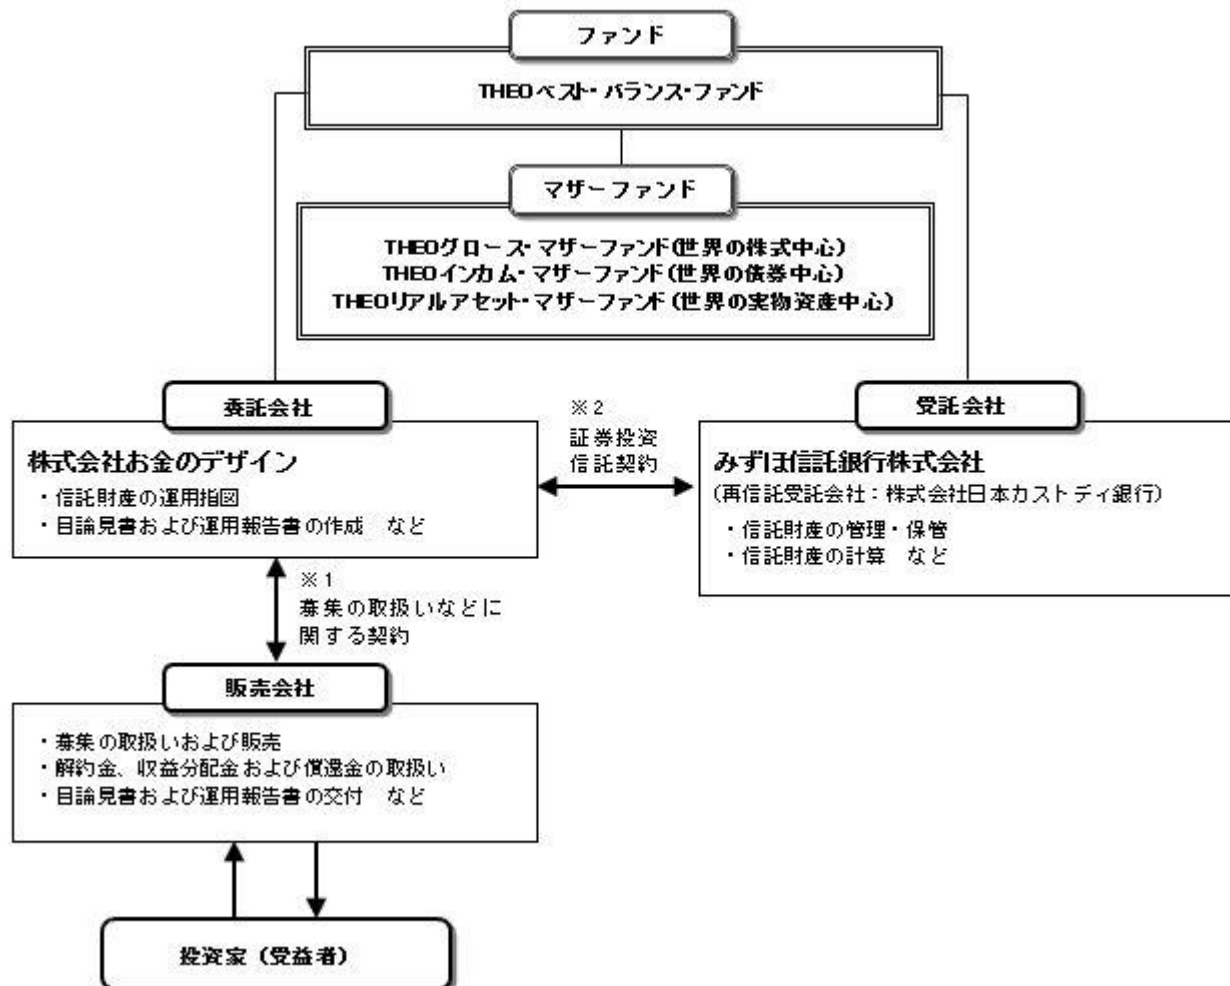 ファンド
THEOベスト・バランス・ファンド
マザーファンド
THEOグロース・マザーファンド(世界の株式中心)
THEOインカム・マザーファンド(世界の債券中心)
THEOリアルアセット・マザーファンド(世界の実物資産中心)
委託会社
株式会社お金のデザイン
・信託財産の運用指図
・目論見書および運用報告書の作成　など
※2
証券投資
信託契約
受託会社
みずほ信託銀行株式会社
(再信託受託会社：株式会社日本カストディ銀行)
・信託財産の管理・保管
・信託財産の計算　など
※1
募集の取扱いなどに
関する契約
販売会社
・募集の取扱いおよび販売
・解約金、収益分配金および償還金の取扱い
・目論見書および運用報告書の交付　など
投資家（受益者）